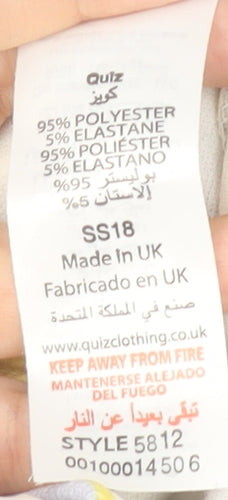 Quiz
كويز
95% POLYESTER
5% ELASTANE
95% POLIÉSTER
5% ELASTANO
بوليستر 95%
إلاستان 5%
SS18
Made In UK
Fabricado en UK
صنع في المملكة المتحدة
www.quizclothing.co.uk
KEEP AWAY FROM FIRE
MANTENERSE ALEJADO
DEL FUEGO
تبقى بعيداً عن النار
STYLE 5812
00100014506